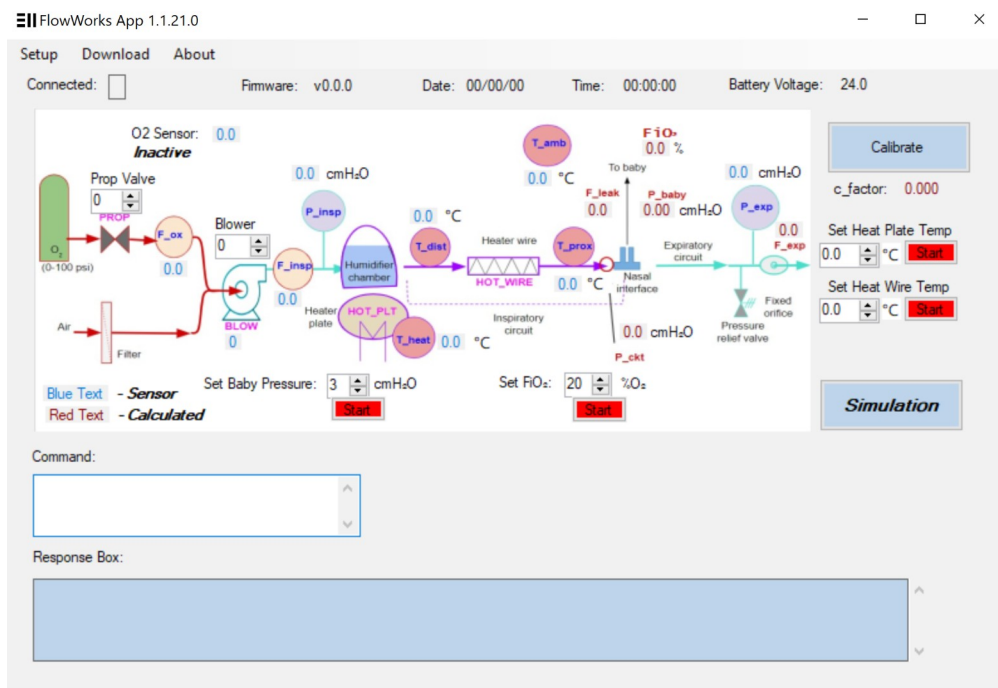 FlowWorks App 1.1.21.0
Setup Download About
Connected: Firmware: v0.0.0 Date: 00/00/00 Time: 00:00:00 Battery Voltage: 24.0
O2 Sensor: 0.0
Inactive
Prop Valve
0
PROP
O₂
(0-100 psi)
F_ox
0.0
Air
Filter
Blower
0
BLOW
0
F_insp
0.0
0.0 cmH₂O
P_insp
Humidifier
chamber
Heater
plate
HOT_PLT
T_heat 0.0 °C
0.0 °C
T_dist
Heater wire
HOT_WIRE
Inspiratory
circuit
T_amb
0.0 °C
T_prox
0.0 °C
FiO₂
0.0 %
To baby
F_leak
0.0
P_baby
0.00 cmH₂O
Nasal
interface
0.0 cmH₂O
P_ckt
Expiratory
circuit
0.0 cmH₂O
P_exp
0.0
F_exp
Fixed
orifice
Pressure
relief valve
Blue Text - Sensor
Red Text - Calculated
Set Baby Pressure: 3 cmH₂O
Start
Set FiO₂: 20 %O₂
Start
Calibrate
c_factor: 0.000
Set Heat Plate Temp
0.0 °C Start
Set Heat Wire Temp
0.0 °C Start
Simulation
Command:
Response Box: